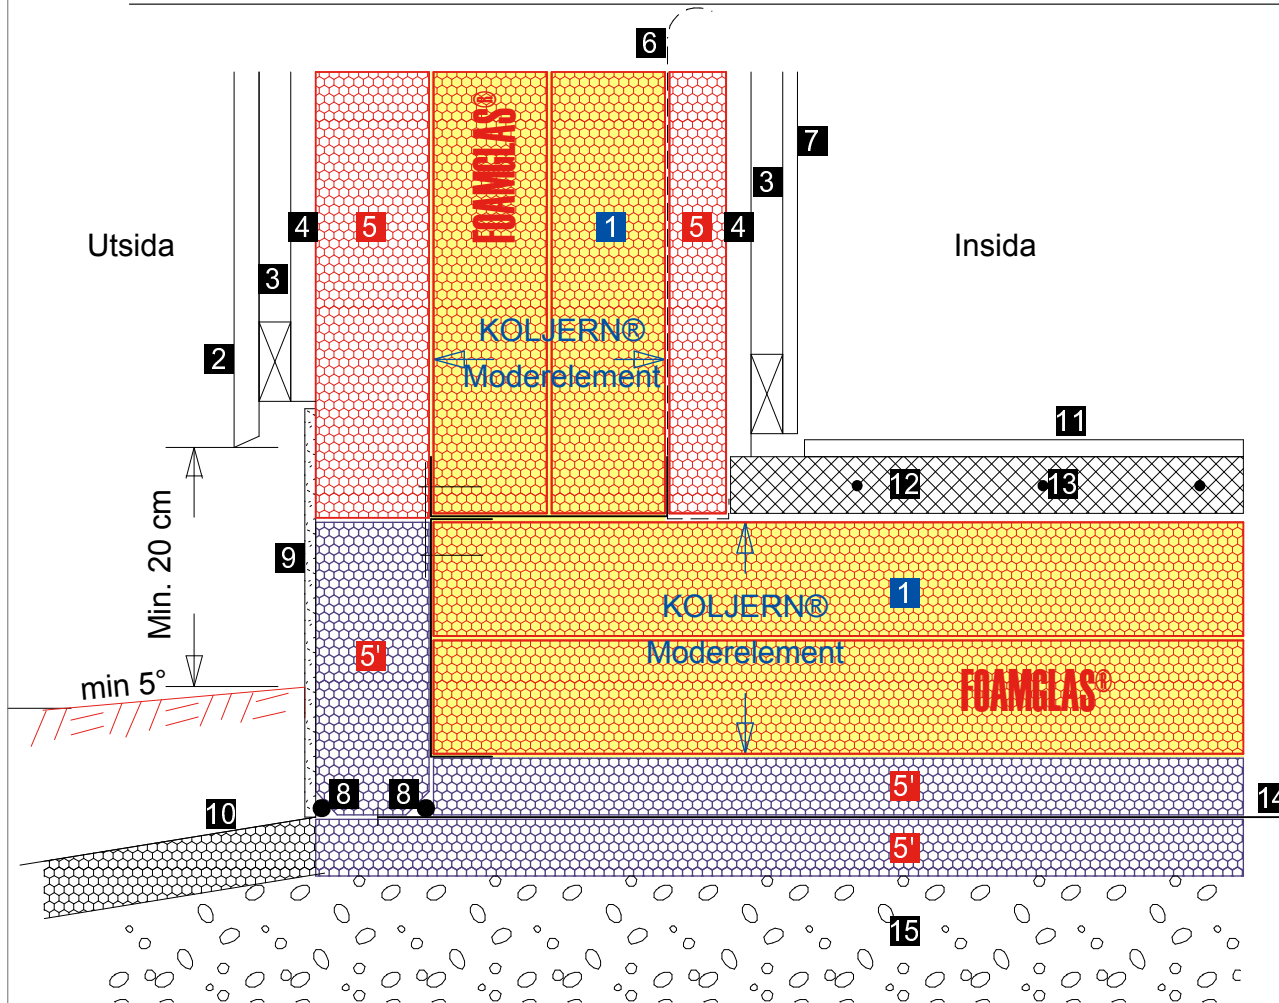 6
FOAMGLAS®
7
3
4
5
1
5
4
Utsida
Insida
3
KOLJERN®
Moderelement
2
11
12
13
Min. 20 cm
9
1
KOLJERN®
Moderelement
5'
min 5°
FOAMGLAS®
8
8
5'
14
10
5'
15